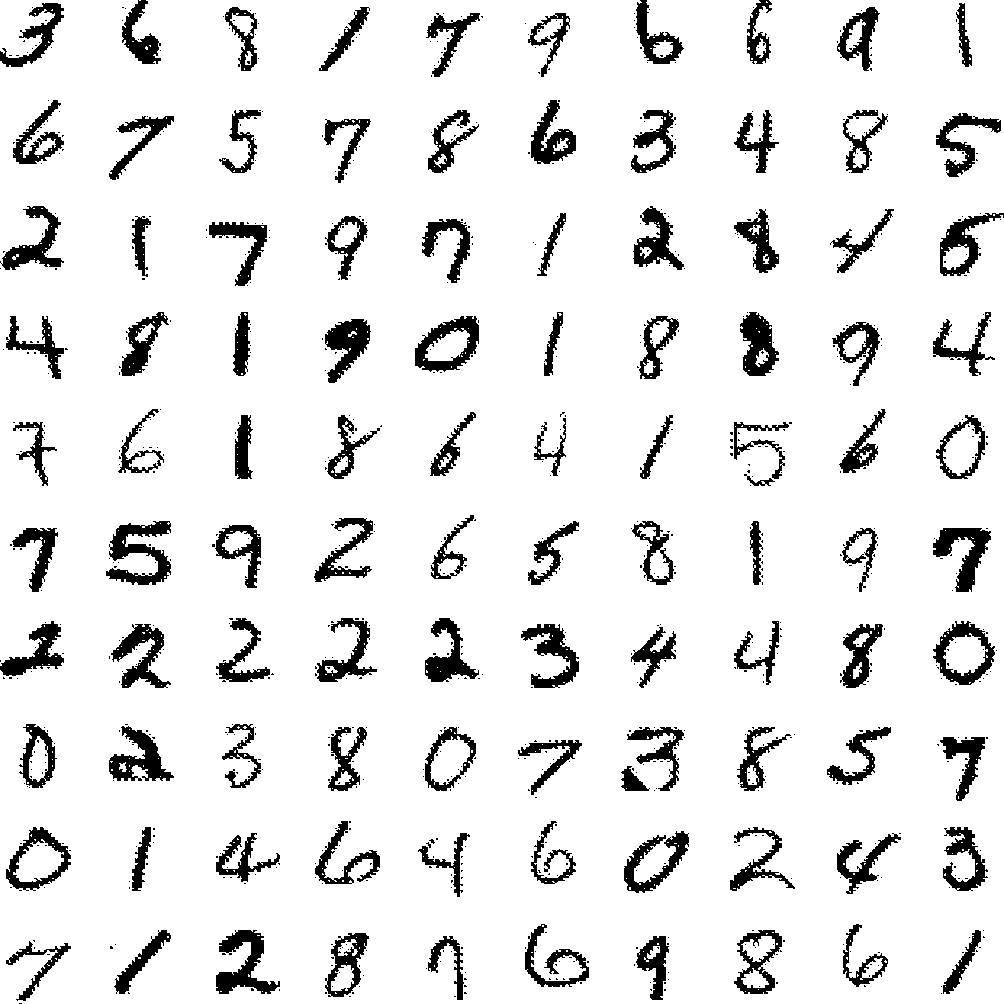 3 6 8 1 7 9 6 6 9 1
6 7 5 7 8 6 3 4 8 5
2 1 7 9 7 1 2 8 4 5
4 8 1 9 0 1 8 8 9 4
7 6 1 8 6 4 1 5 6 0
7 5 9 2 6 5 8 1 9 7
2 2 2 2 2 3 4 4 8 0
0 2 3 8 0 7 3 8 5 7
0 1 4 6 4 6 0 2 4 3
7 1 2 8 7 6 9 8 6 1